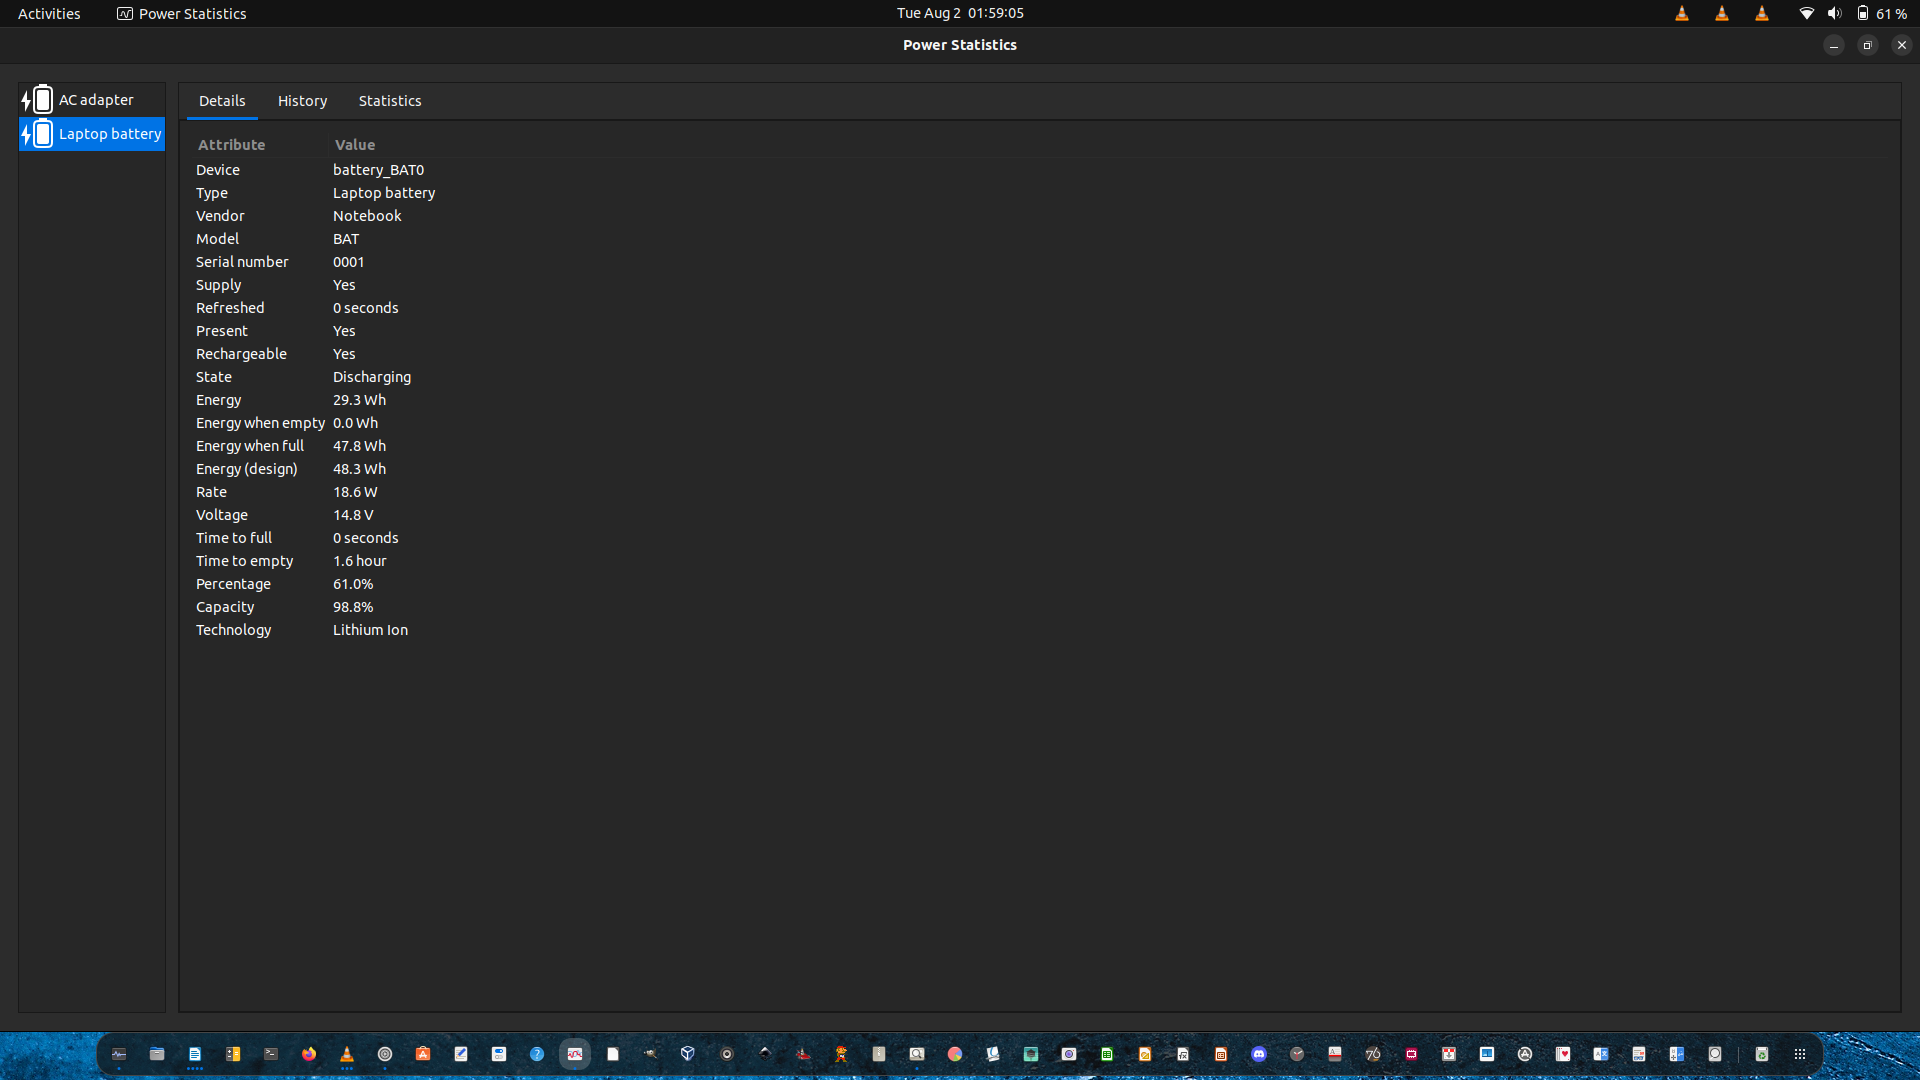 Activities Power Statistics Tue Aug 2 01:59:05 61 %
Power Statistics
AC adapter
Laptop battery
Details History Statistics
Attribute Value
Device battery_BAT0
Type Laptop battery
Vendor Notebook
Model BAT
Serial number 0001
Supply Yes
Refreshed 0 seconds
Present Yes
Rechargeable Yes
State Discharging
Energy 29.3 Wh
Energy when empty 0.0 Wh
Energy when full 47.8 Wh
Energy (design) 48.3 Wh
Rate 18.6 W
Voltage 14.8 V
Time to full 0 seconds
Time to empty 1.6 hour
Percentage 61.0%
Capacity 98.8%
Technology Lithium Ion